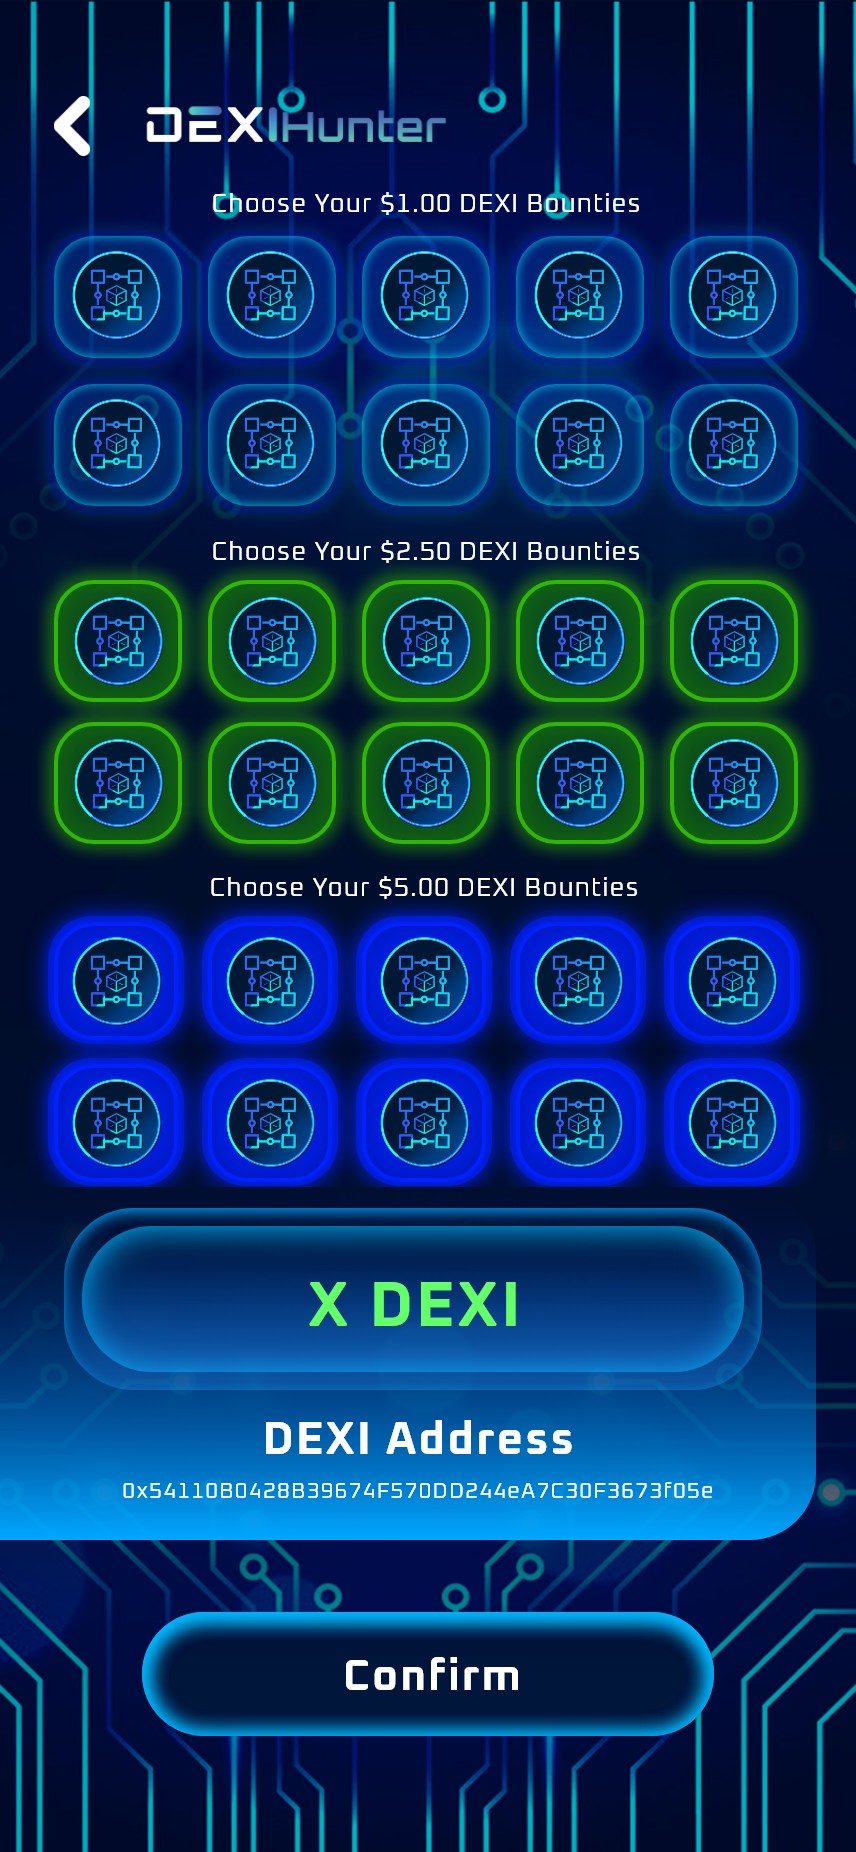 DEXIHunter
Choose Your $1.00 DEXI Bounties
Choose Your $2.50 DEXI Bounties
Choose Your $5.00 DEXI Bounties
X DEXI
DEXI Address
0x54110B0428B39674F570DD244eA7C30F3673f05e
Confirm